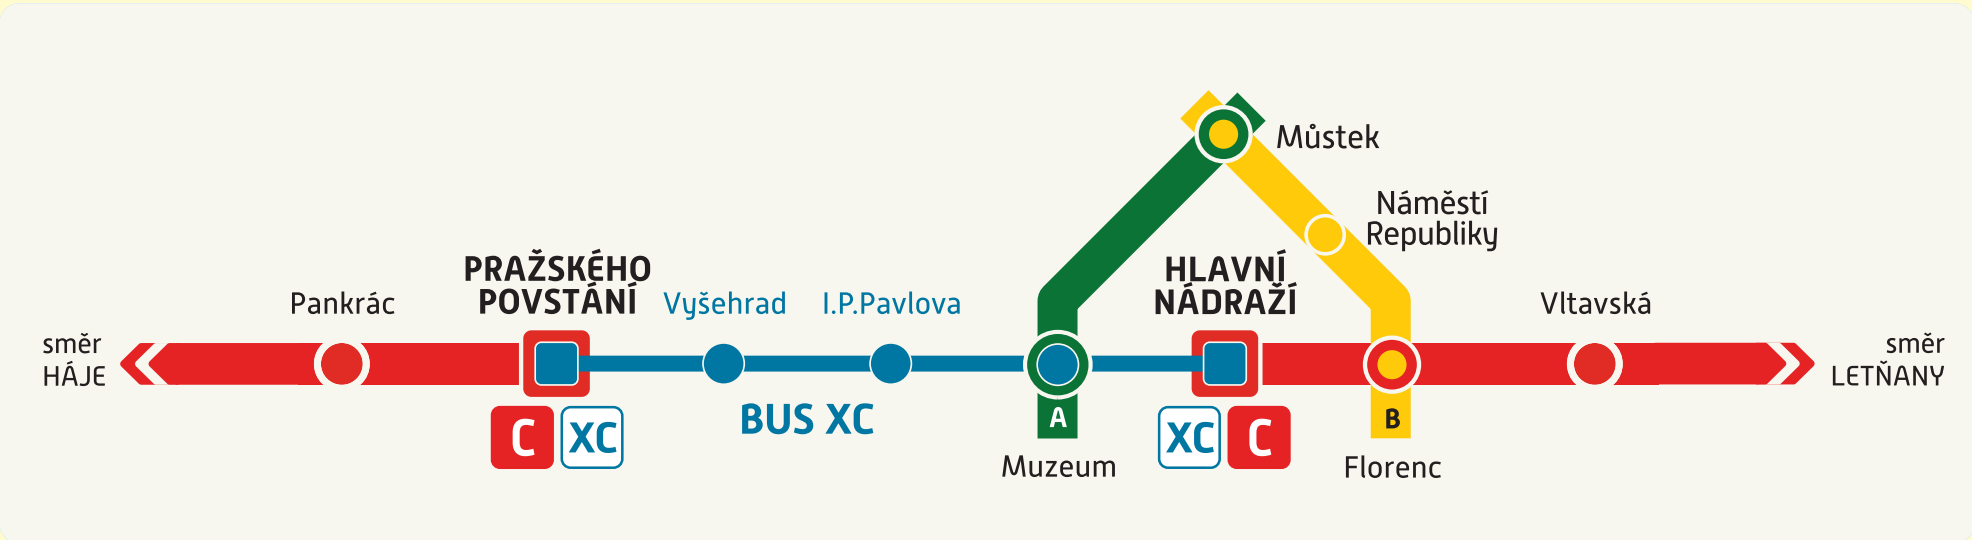 Můstek
Náměstí
Republiky
PRAŽSKÉHO
POVSTÁNÍ
HLAVNÍ
NÁDRAŽÍ
Pankrác
Vyšehrad
I.P.Pavlova
Vltavská
směr
HÁJE
směr
LETŇANY
BUS XC
A
B
C
XC
XC
C
Muzeum
Florenc